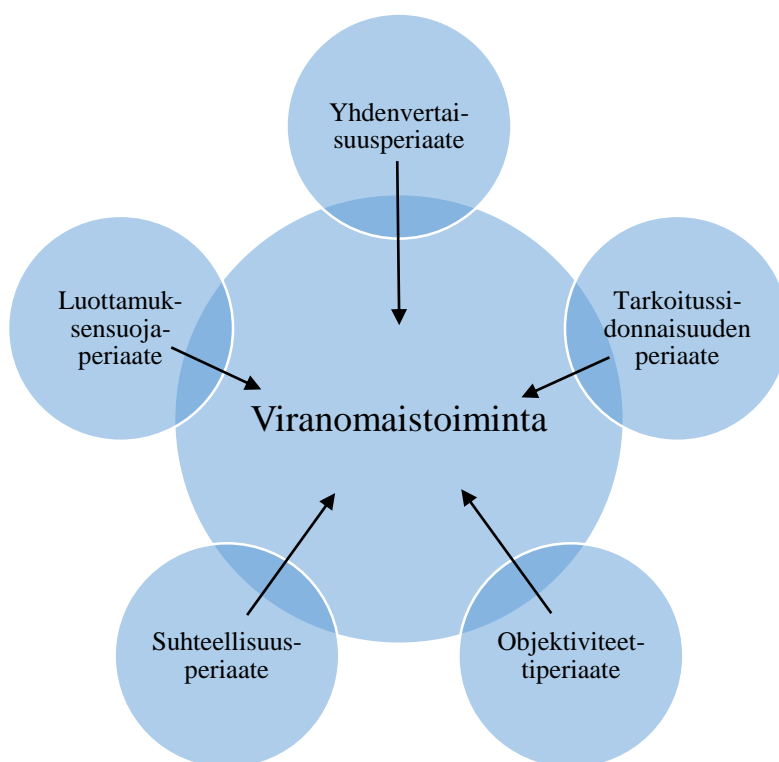 Yhdenvertai-
suusperiaate
Luottamuk-
sensuoja-
periaate
Tarkoitussi-
donnaisuuden
periaate
Viranomaistoiminta
Suhteellisuus-
periaate
Objektiviteet-
tiperiaate